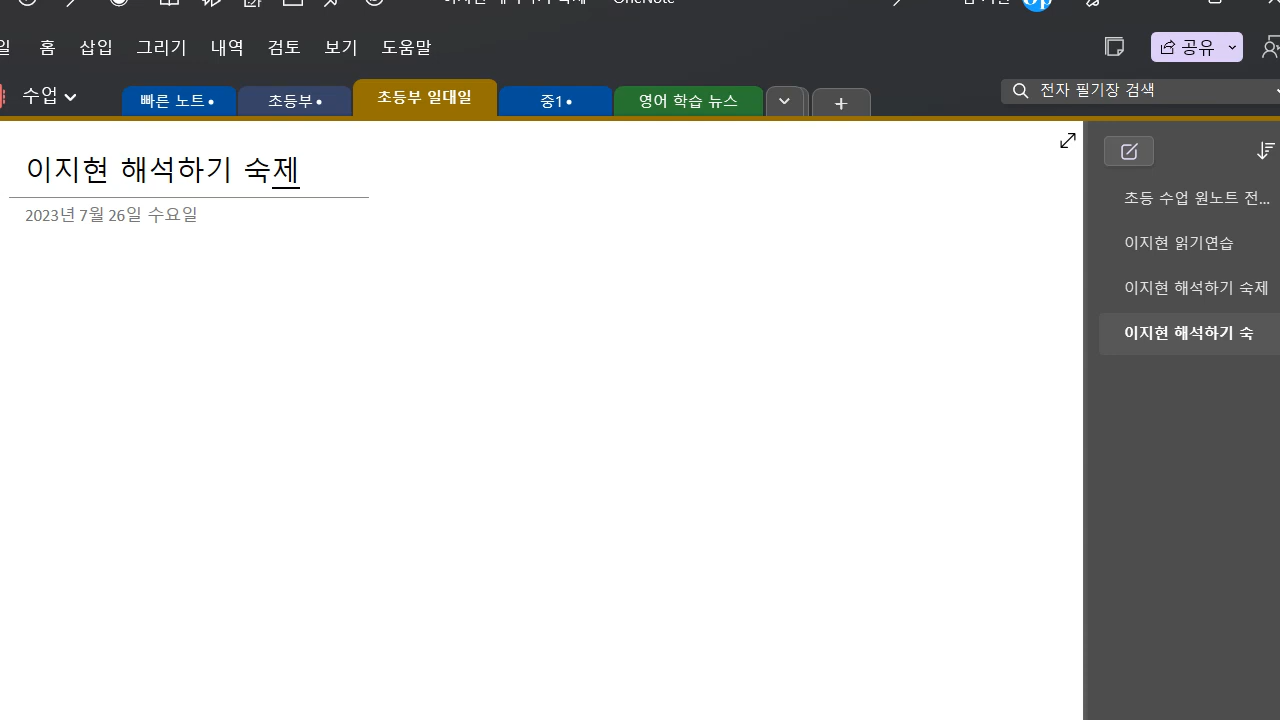 OneNote
홈 삽입 그리기 내역 검토 보기 도움말 공유
수업 빠른 노트 • 초등부 • 초등부 일대일 중1 • 영어 학습 뉴스 + 전자 필기장 검색
이지현 해석하기 숙제
2023년 7월 26일 수요일
초등 수업 원노트 전...
이지현 읽기연습
이지현 해석하기 숙제
이지현 해석하기 숙